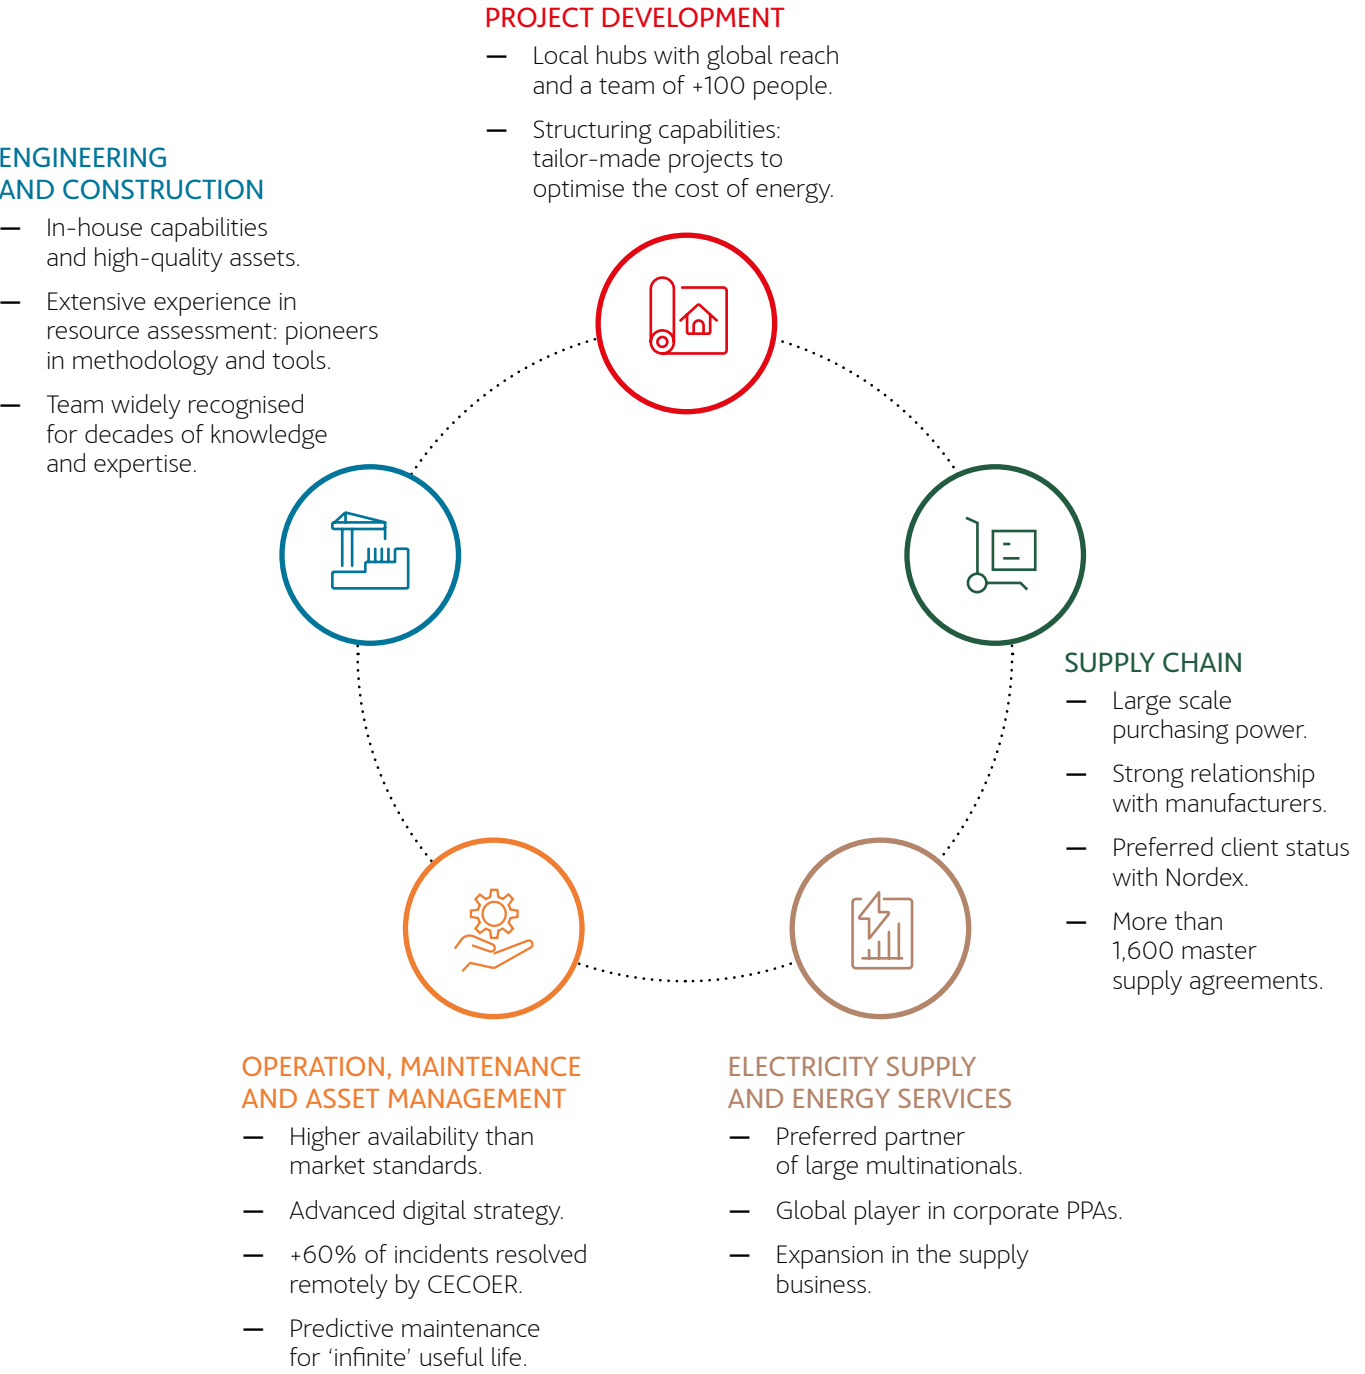 PROJECT DEVELOPMENT
— Local hubs with global reach
and a team of +100 people.
— Structuring capabilities:
tailor-made projects to
optimise the cost of energy.
ENGINEERING
AND CONSTRUCTION
— In-house capabilities
and high-quality assets.
— Extensive experience in
resource assessment: pioneers
in methodology and tools.
— Team widely recognised
for decades of knowledge
and expertise.
SUPPLY CHAIN
— Large scale
purchasing power.
— Strong relationship
with manufacturers.
— Preferred client status
with Nordex.
— More than
1,600 master
supply agreements.
OPERATION, MAINTENANCE
AND ASSET MANAGEMENT
— Higher availability than
market standards.
— Advanced digital strategy.
— +60% of incidents resolved
remotely by CECOER.
— Predictive maintenance
for ‘infinite’ useful life.
ELECTRICITY SUPPLY
AND ENERGY SERVICES
— Preferred partner
of large multinationals.
— Global player in corporate PPAs.
— Expansion in the supply
business.